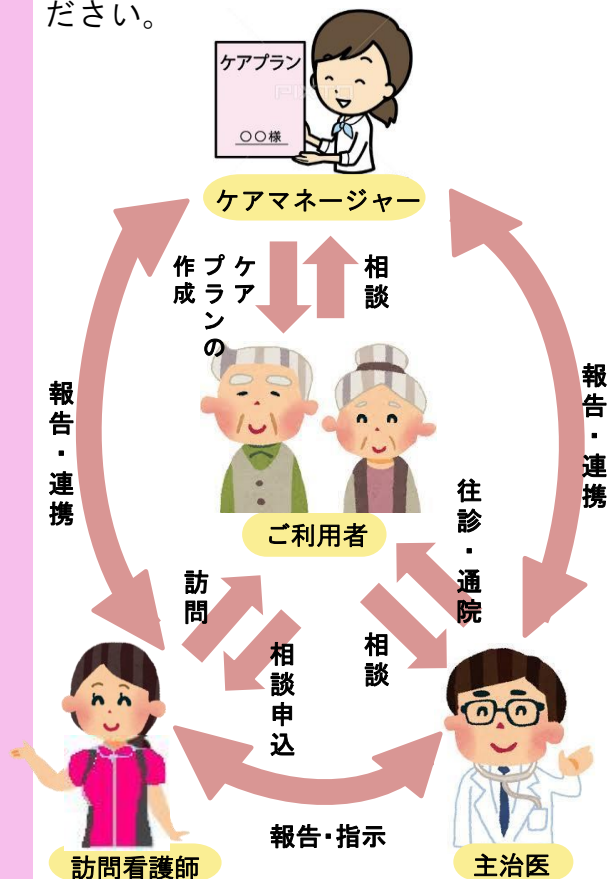 ださい。
ケアプラン
○○様
ケアマネージャー
ケア
プランの
作成
相談
報告・連携
報告・連携
ご利用者
往診・通院
訪問
相談申込
相談
報告・指示
訪問看護師
主治医